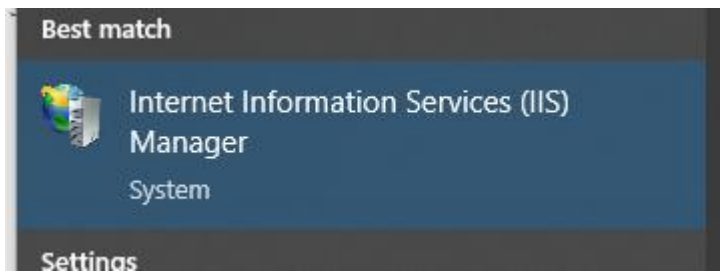 Best match
Internet Information Services (IIS)
Manager
System
Settings